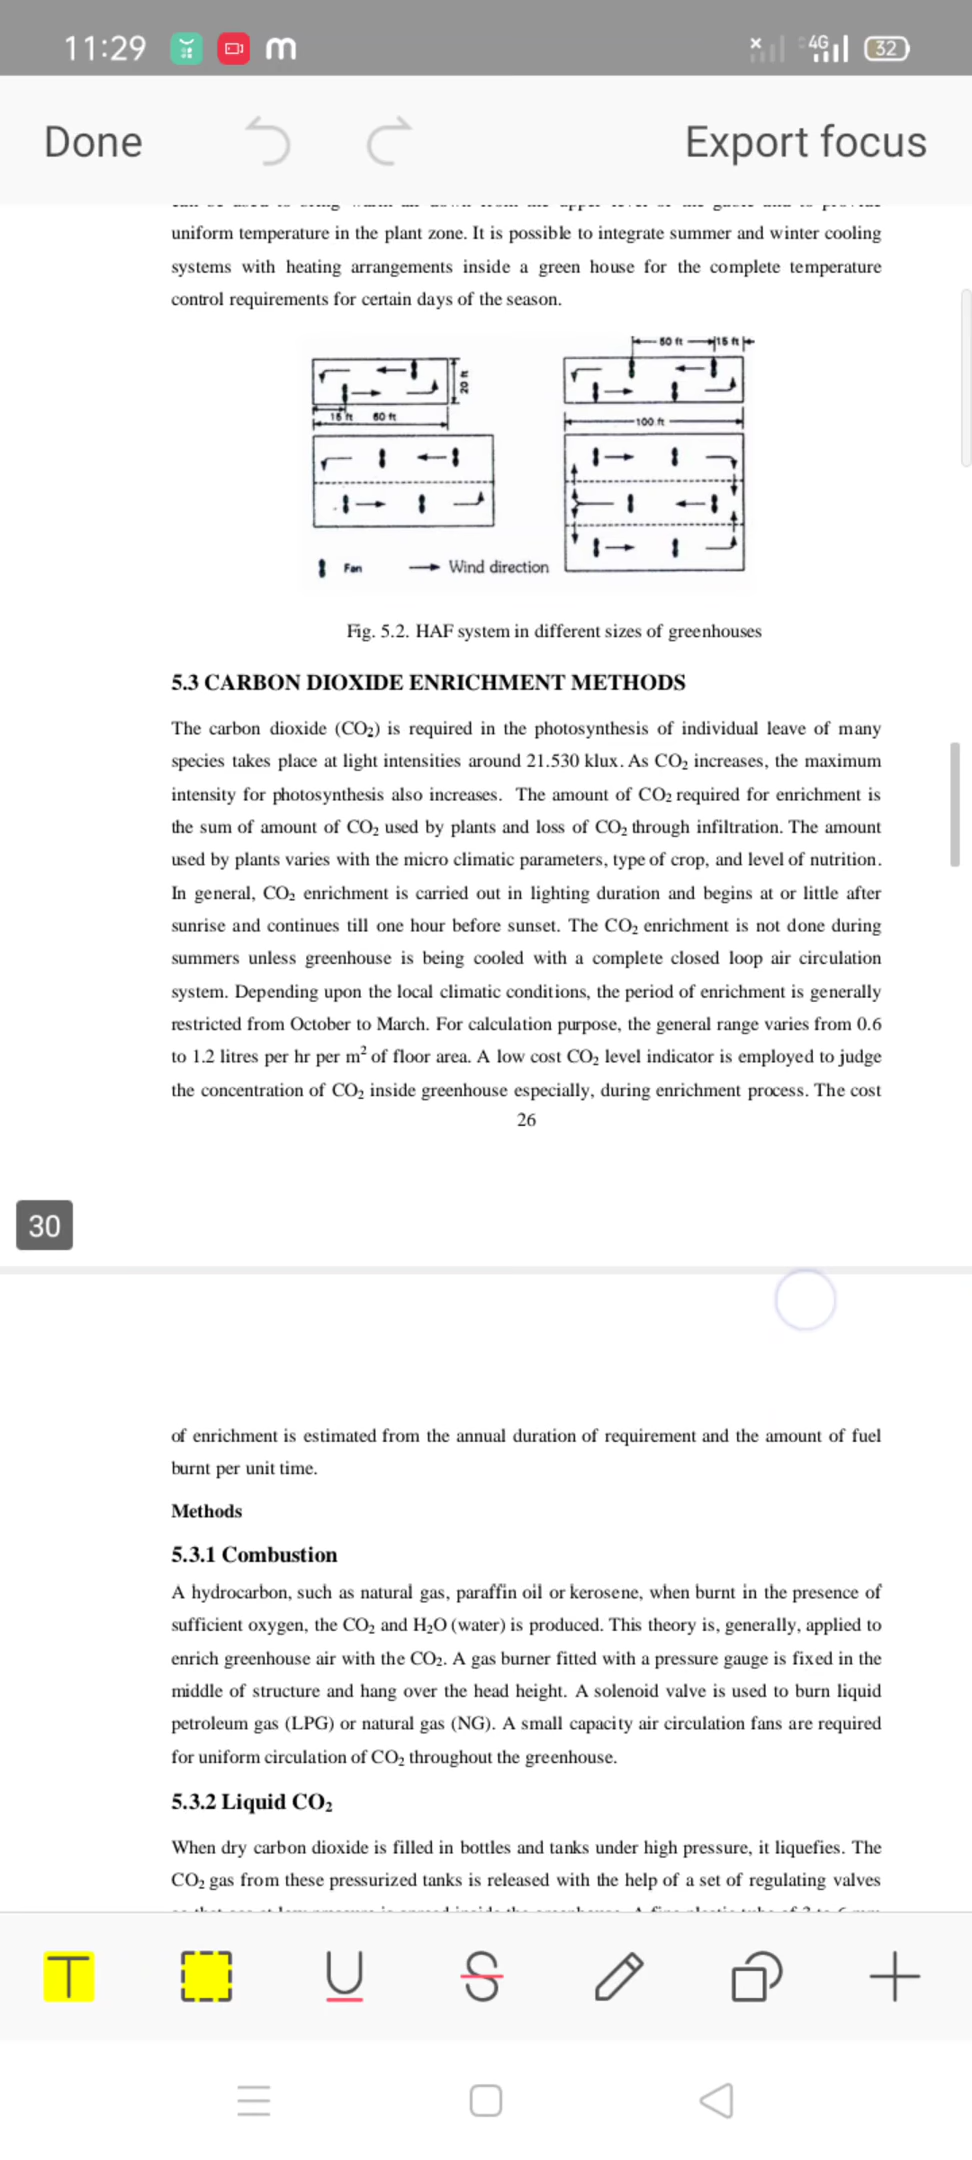 11:29
m
4G
32
Done
Export focus
uniform temperature in the plant zone. It is possible to integrate summer and winter cooling
systems with heating arrangements inside a green house for the complete temperature
control requirements for certain days of the season.
50 ft 15 ft
20 ft
15 ft 60 ft
100 ft
Fan Wind direction
Fig. 5.2. HAF system in different sizes of greenhouses
5.3 CARBON DIOXIDE ENRICHMENT METHODS
The carbon dioxide (CO₂) is required in the photosynthesis of individual leave of many
species takes place at light intensities around 21.530 klux. As CO₂ increases, the maximum
intensity for photosynthesis also increases. The amount of CO₂ required for enrichment is
the sum of amount of CO₂ used by plants and loss of CO₂ through infiltration. The amount
used by plants varies with the micro climatic parameters, type of crop, and level of nutrition.
In general, CO₂ enrichment is carried out in lighting duration and begins at or little after
sunrise and continues till one hour before sunset. The CO₂ enrichment is not done during
summers unless greenhouse is being cooled with a complete closed loop air circulation
system. Depending upon the local climatic conditions, the period of enrichment is generally
restricted from October to March. For calculation purpose, the general range varies from 0.6
to 1.2 litres per hr per m² of floor area. A low cost CO₂ level indicator is employed to judge
the concentration of CO₂ inside greenhouse especially, during enrichment process. The cost
26
30
of enrichment is estimated from the annual duration of requirement and the amount of fuel
burnt per unit time.
Methods
5.3.1 Combustion
A hydrocarbon, such as natural gas, paraffin oil or kerosene, when burnt in the presence of
sufficient oxygen, the CO₂ and H₂O (water) is produced. This theory is, generally, applied to
enrich greenhouse air with the CO₂. A gas burner fitted with a pressure gauge is fixed in the
middle of structure and hang over the head height. A solenoid valve is used to burn liquid
petroleum gas (LPG) or natural gas (NG). A small capacity air circulation fans are required
for uniform circulation of CO₂ throughout the greenhouse.
5.3.2 Liquid CO₂
When dry carbon dioxide is filled in bottles and tanks under high pressure, it liquefies. The
CO₂ gas from these pressurized tanks is released with the help of a set of regulating valves
T U S